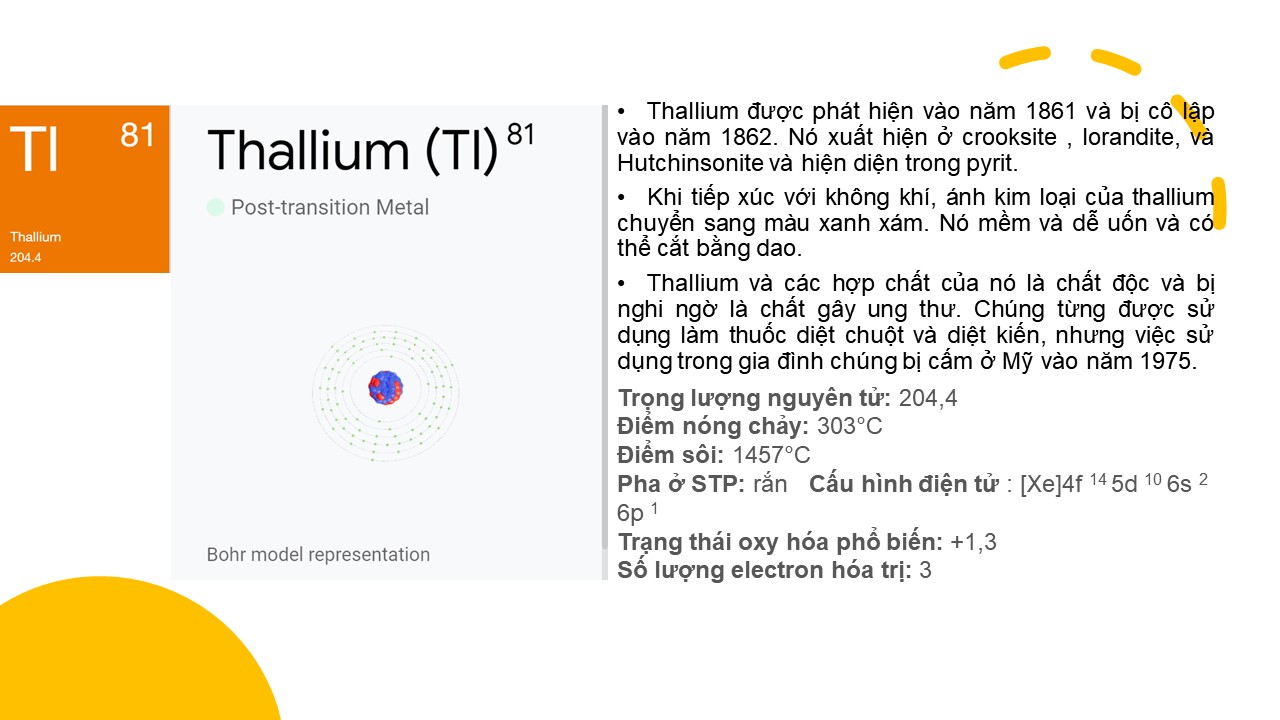 Tl 81
Thallium
204.4
Thallium (Tl) 81
Post-transition Metal
Bohr model representation
• Thallium được phát hiện vào năm 1861 và bị cô lập
vào năm 1862. Nó xuất hiện ở crooksite , lorandite, và
Hutchinsonite và hiện diện trong pyrit.
• Khi tiếp xúc với không khí, ánh kim loại của thallium
chuyển sang màu xanh xám. Nó mềm và dễ uốn và có
thể cắt bằng dao.
• Thallium và các hợp chất của nó là chất độc và bị
nghi ngờ là chất gây ung thư. Chúng từng được sử
dụng làm thuốc diệt chuột và diệt kiến, nhưng việc sử
dụng trong gia đình chúng bị cấm ở Mỹ vào năm 1975.
Trọng lượng nguyên tử: 204,4
Điểm nóng chảy: 303°C
Điểm sôi: 1457°C
Pha ở STP: rắn Cấu hình điện tử : [Xe]4f 14 5d 10 6s 2
6p 1
Trạng thái oxy hóa phổ biến: +1,3
Số lượng electron hóa trị: 3